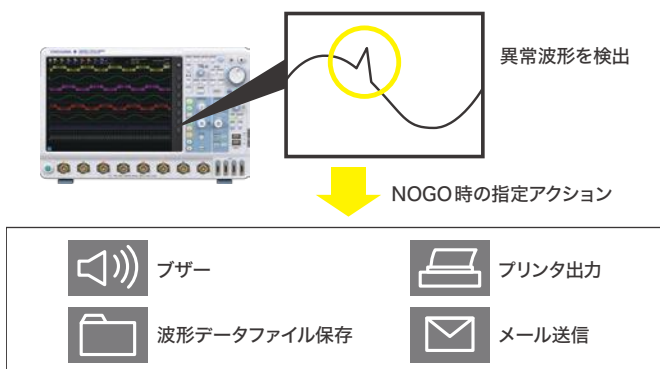 YOKOGAWA
異常波形を検出
NOGO時の指定アクション
ブザー
プリンタ出力
波形データファイル保存
メール送信